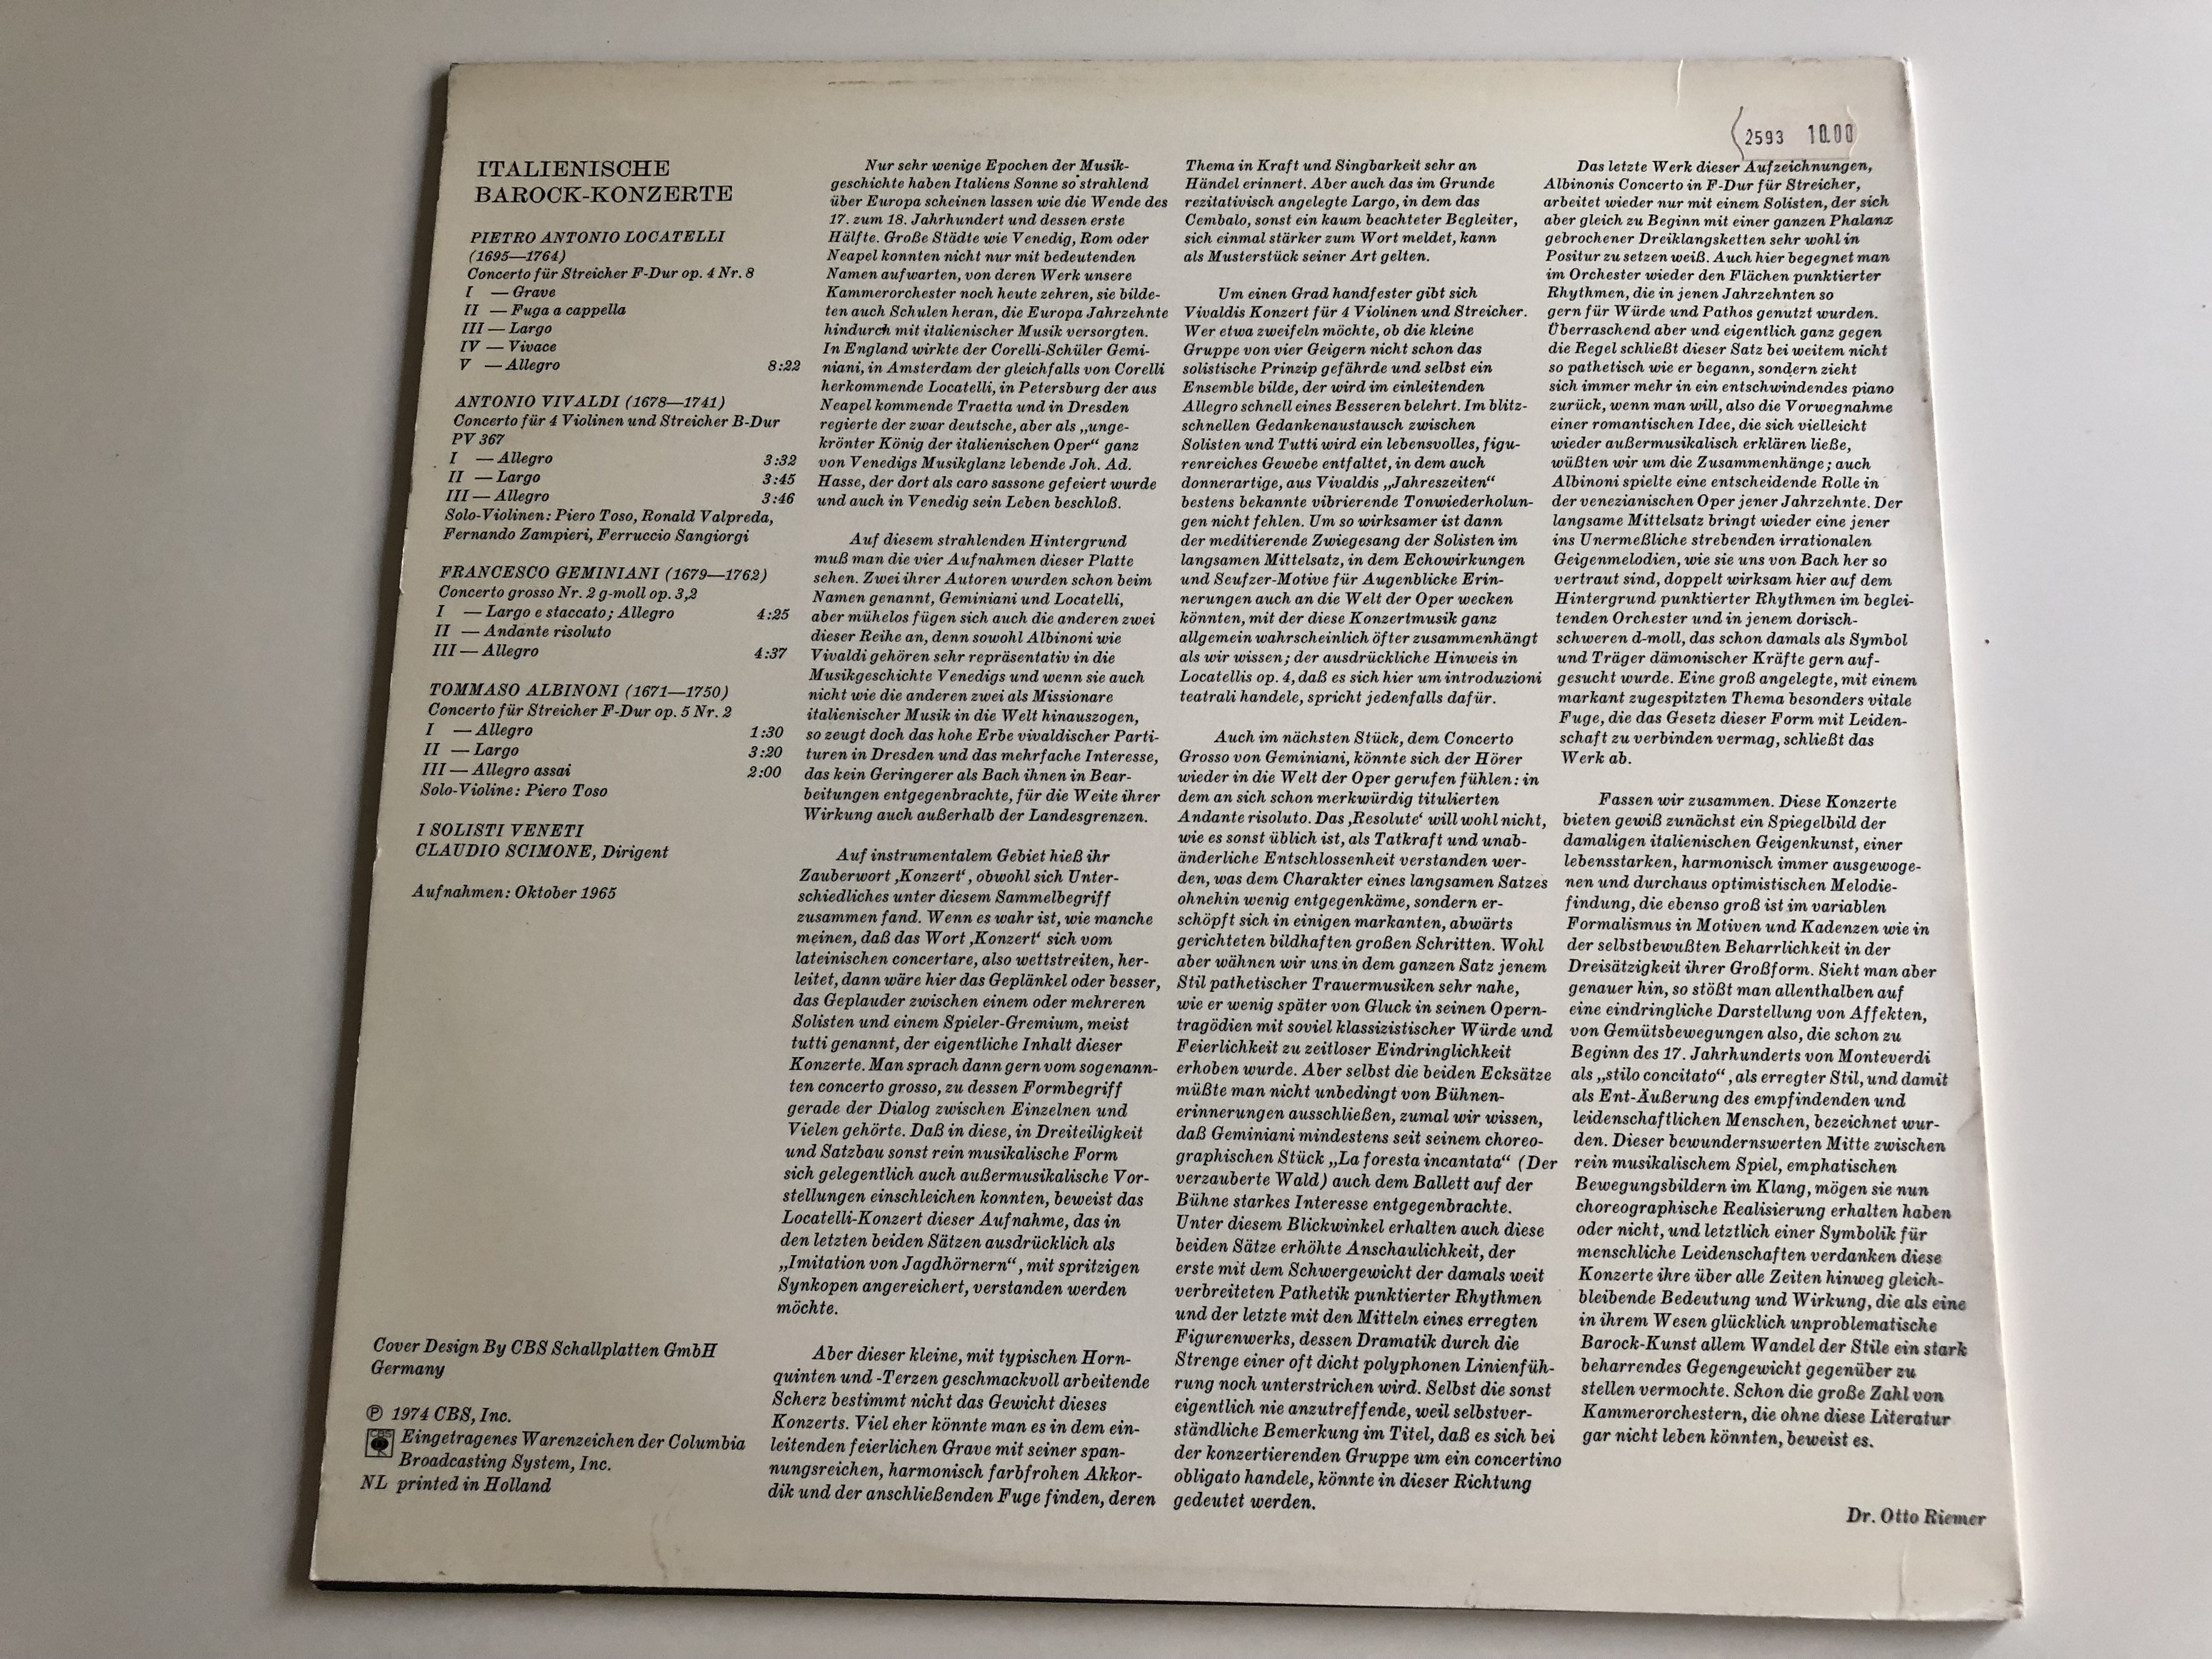 2593 10.00
ITALIENISCHE
BAROCK-KONZERTE
PIETRO ANTONIO LOCATELLI
(1695—1764)
Concerto für Streicher F-Dur op. 4 Nr. 8
I — Grave
II — Fuga a cappella
III — Largo
IV — Vivace
V — Allegro 8:22
ANTONIO VIVALDI (1678—1741)
Concerto für 4 Violinen und Streicher B-Dur
PV 367
I — Allegro 3:32
II — Largo 3:45
III — Allegro 3:46
Solo-Violinen: Piero Toso, Ronald Valpreda,
Fernando Zampieri, Ferruccio Sangiorgi
FRANCESCO GEMINIANI (1679—1762)
Concerto grosso Nr. 2 g-moll op. 3,2
I — Largo e staccato; Allegro 4:25
II — Andante risoluto
III — Allegro 4:37
TOMMASO ALBINONI (1671—1750)
Concerto für Streicher F-Dur op. 5 Nr. 2
I — Allegro 1:30
II — Largo 3:20
III — Allegro assai 2:00
Solo-Violine: Piero Toso
I SOLISTI VENETI
CLAUDIO SCIMONE, Dirigent
Aufnahmen: Oktober 1965
Cover Design By CBS Schallplatten GmbH
Germany
℗ 1974 CBS, Inc.
CBS Eingetragenes Warenzeichen der Columbia
Broadcasting System, Inc.
NL printed in Holland
Nur sehr wenige Epochen der Musik-
geschichte haben Italiens Sonne so strahlend
über Europa scheinen lassen wie die Wende des
17. zum 18. Jahrhundert und dessen erste
Hälfte. Große Städte wie Venedig, Rom oder
Neapel konnten nicht nur mit bedeutenden
Namen aufwarten, von deren Werk unsere
Kammerorchester noch heute zehren, sie bilde-
ten auch Schulen heran, die Europa Jahrzehnte
hindurch mit italienischer Musik versorgten.
In England wirkte der Corelli-Schüler Gemi-
niani, in Amsterdam der gleichfalls von Corelli
herkommende Locatelli, in Petersburg der aus
Neapel kommende Traetta und in Dresden
regierte der zwar deutsche, aber als „unge-
krönter König der italienischen Oper“ ganz
von Venedigs Musikglanz lebende Joh. Ad.
Hasse, der dort als caro sassone gefeiert wurde
und auch in Venedig sein Leben beschloß.
Auf diesem strahlenden Hintergrund
muß man die vier Aufnahmen dieser Platte
sehen. Zwei ihrer Autoren wurden schon beim
Namen genannt, Geminiani und Locatelli,
aber mühelos fügen sich auch die anderen zwei
dieser Reihe an, denn sowohl Albinoni wie
Vivaldi gehören sehr repräsentativ in die
Musikgeschichte Venedigs und wenn sie auch
nicht wie die anderen zwei als Missionare
italienischer Musik in die Welt hinauszogen,
so zeugt doch das hohe Erbe vivaldischer Parti-
turen in Dresden und das mehrfache Interesse,
das kein Geringerer als Bach ihnen in Bear-
beitungen entgegenbrachte, für die Weite ihrer
Wirkung auch außerhalb der Landesgrenzen.
Auf instrumentalem Gebiet hieß ihr
Zauberwort ‚Konzert‘, obwohl sich Unter-
schiedliches unter diesem Sammelbegriff
zusammen fand. Wenn es wahr ist, wie manche
meinen, daß das Wort ‚Konzert‘ sich vom
lateinischen concertare, also wettstreiten, her-
leitet, dann wäre hier das Geplänkel oder besser,
das Geplauder zwischen einem oder mehreren
Solisten und einem Spieler-Gremium, meist
tutti genannt, der eigentliche Inhalt dieser
Konzerte. Man sprach dann gern vom sogenann-
ten concerto grosso, zu dessen Formbegriff
gerade der Dialog zwischen Einzelnen und
Vielen gehörte. Daß in diese, in Dreiteiligkeit
und Satzbau sonst rein musikalische Form
sich gelegentlich auch außermusikalische Vor-
stellungen einschleichen konnten, beweist das
Locatelli-Konzert dieser Aufnahme, das in
den letzten beiden Sätzen ausdrücklich als
„Imitation von Jagdhörnern“, mit spritzigen
Synkopen angereichert, verstanden werden
möchte.
Aber dieser kleine, mit typischen Horn-
quinten und -Terzen geschmackvoll arbeitende
Scherz bestimmt nicht das Gewicht dieses
Konzerts. Viel eher könnte man es in dem ein-
leitenden feierlichen Grave mit seiner span-
nungsreichen, harmonisch farbfrohen Akkor-
dik und der anschließenden Fuge finden, deren
Thema in Kraft und Singbarkeit sehr an
Händel erinnert. Aber auch das im Grunde
rezitativisch angelegte Largo, in dem das
Cembalo, sonst ein kaum beachteter Begleiter,
sich einmal stärker zum Wort meldet, kann
als Musterstück seiner Art gelten.
Um einen Grad handfester gibt sich
Vivaldis Konzert für 4 Violinen und Streicher.
Wer etwa zweifeln möchte, ob die kleine
Gruppe von vier Geigern nicht schon das
solistische Prinzip gefährde und selbst ein
Ensemble bilde, der wird im einleitenden
Allegro schnell eines Besseren belehrt. Im blitz-
schnellen Gedankenaustausch zwischen
Solisten und Tutti wird ein lebensvolles, figu-
renreiches Gewebe entfaltet, in dem auch
donnerartige, aus Vivaldis „Jahreszeiten“
bestens bekannte vibrierende Tonwiederholun-
gen nicht fehlen. Um so wirksamer ist dann
der meditierende Zwiegesang der Solisten im
langsamen Mittelsatz, in dem Echowirkungen
und Seufzer-Motive für Augenblicke Erin-
nerungen auch an die Welt der Oper wecken
könnten, mit der diese Konzertmusik ganz
allgemein wahrscheinlich öfter zusammenhängt
als wir wissen; der ausdrückliche Hinweis in
Locatellis op. 4, daß es sich hier um introduzioni
teatrali handele, spricht jedenfalls dafür.
Auch im nächsten Stück, dem Concerto
Grosso von Geminiani, könnte sich der Hörer
wieder in die Welt der Oper gerufen fühlen: in
dem an sich schon merkwürdig titulierten
Andante risoluto. Das ‚Resolute‘ will wohl nicht,
wie es sonst üblich ist, als Tatkraft und unab-
änderliche Entschlossenheit verstanden wer-
den, was dem Charakter eines langsamen Satzes
ohnehin wenig entgegenkäme, sondern er-
schöpft sich in einigen markanten, abwärts
gerichteten bildhaften großen Schritten. Wohl
aber wähnen wir uns in dem ganzen Satz jenem
Stil pathetischer Trauermusiken sehr nahe,
wie er wenig später von Gluck in seinen Opern-
tragödien mit soviel klassizistischer Würde und
Feierlichkeit zu zeitloser Eindringlichkeit
erhoben wurde. Aber selbst die beiden Ecksätze
müßte man nicht unbedingt von Bühnen-
erinnerungen ausschließen, zumal wir wissen,
daß Geminiani mindestens seit seinem choreo-
graphischen Stück „La foresta incantata“ (Der
verzauberte Wald) auch dem Ballett auf der
Bühne starkes Interesse entgegenbrachte.
Unter diesem Blickwinkel erhalten auch diese
beiden Sätze erhöhte Anschaulichkeit, der
erste mit dem Schwergewicht der damals weit
verbreiteten Pathetik punktierter Rhythmen
und der letzte mit den Mitteln eines erregten
Figurenwerks, dessen Dramatik durch die
Strenge einer oft dicht polyphonen Linienfüh-
rung noch unterstrichen wird. Selbst die sonst
eigentlich nie anzutreffende, weil selbstver-
ständliche Bemerkung im Titel, daß es sich bei
der konzertierenden Gruppe um ein concertino
obligato handele, könnte in dieser Richtung
gedeutet werden.
Das letzte Werk dieser Aufzeichnungen,
Albinonis Concerto in F-Dur für Streicher,
arbeitet wieder nur mit einem Solisten, der sich
aber gleich zu Beginn mit einer ganzen Phalanx
gebrochener Dreiklangsketten sehr wohl in
Positur zu setzen weiß. Auch hier begegnet man
im Orchester wieder den Flächen punktierter
Rhythmen, die in jenen Jahrzehnten so
gern für Würde und Pathos genutzt wurden.
Überraschend aber und eigentlich ganz gegen
die Regel schließt dieser Satz bei weitem nicht
so pathetisch wie er begann, sondern zieht
sich immer mehr in ein entschwindendes piano
zurück, wenn man will, also die Vorwegnahme
einer romantischen Idee, die sich vielleicht
wieder außermusikalisch erklären ließe,
wüßten wir um die Zusammenhänge; auch
Albinoni spielte eine entscheidende Rolle in
der venezianischen Oper jener Jahrzehnte. Der
langsame Mittelsatz bringt wieder eine jener
ins Unermeßliche strebenden irrationalen
Geigenmelodien, wie sie uns von Bach her so
vertraut sind, doppelt wirksam hier auf dem
Hintergrund punktierter Rhythmen im beglei-
tenden Orchester und in jenem dorisch-
schweren d-moll, das schon damals als Symbol
und Träger dämonischer Kräfte gern auf-
gesucht wurde. Eine groß angelegte, mit einem
markant zugespitzten Thema besonders vitale
Fuge, die das Gesetz dieser Form mit Leiden-
schaft zu verbinden vermag, schließt das
Werk ab.
Fassen wir zusammen. Diese Konzerte
bieten gewiß zunächst ein Spiegelbild der
damaligen italienischen Geigenkunst, einer
lebensstarken, harmonisch immer ausgewoge-
nen und durchaus optimistischen Melodie-
findung, die ebenso groß ist im variablen
Formalismus in Motiven und Kadenzen wie in
der selbstbewußten Beharrlichkeit in der
Dreisätzigkeit ihrer Großform. Sieht man aber
genauer hin, so stößt man allenthalben auf
eine eindringliche Darstellung von Affekten,
von Gemütsbewegungen also, die schon zu
Beginn des 17. Jahrhunderts von Monteverdi
als „stilo concitato“, als erregter Stil, und damit
als Ent-Äußerung des empfindenden und
leidenschaftlichen Menschen, bezeichnet wur-
den. Dieser bewundernswerten Mitte zwischen
rein musikalischem Spiel, emphatischen
Bewegungsbildern im Klang, mögen sie nun
choreographische Realisierung erhalten haben
oder nicht, und letztlich einer Symbolik für
menschliche Leidenschaften verdanken diese
Konzerte ihre über alle Zeiten hinweg gleich-
bleibende Bedeutung und Wirkung, die als eine
in ihrem Wesen glücklich unproblematische
Barock-Kunst allem Wandel der Stile ein stark
beharrendes Gegengewicht gegenüber zu
stellen vermochte. Schon die große Zahl von
Kammerorchestern, die ohne diese Literatur
gar nicht leben könnten, beweist es.
Dr. Otto Riemer